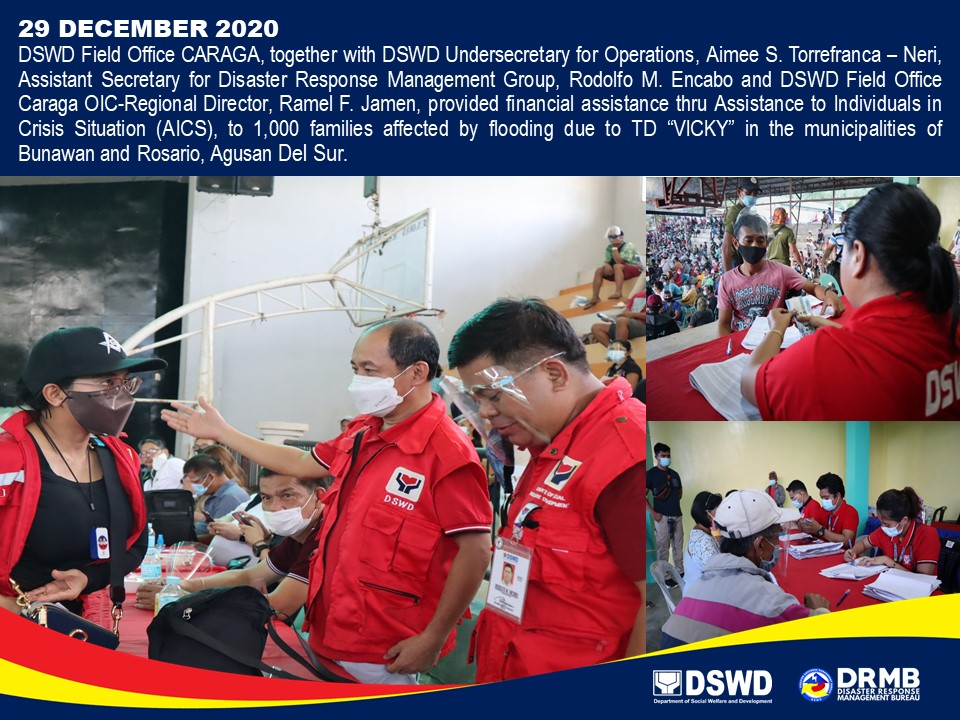 29 DECEMBER 2020
DSWD Field Office CARAGA, together with DSWD Undersecretary for Operations, Aimee S. Torrefranca – Neri,
Assistant Secretary for Disaster Response Management Group, Rodolfo M. Encabo and DSWD Field Office
Caraga OIC-Regional Director, Ramel F. Jamen, provided financial assistance thru Assistance to Individuals in
Crisis Situation (AICS), to 1,000 families affected by flooding due to TD “VICKY” in the municipalities of
Bunawan and Rosario, Agusan Del Sur.
DSWD
DSW
DSWD
Department of Social Welfare and Development
DRMB
DISASTER RESPONSE
MANAGEMENT BUREAU